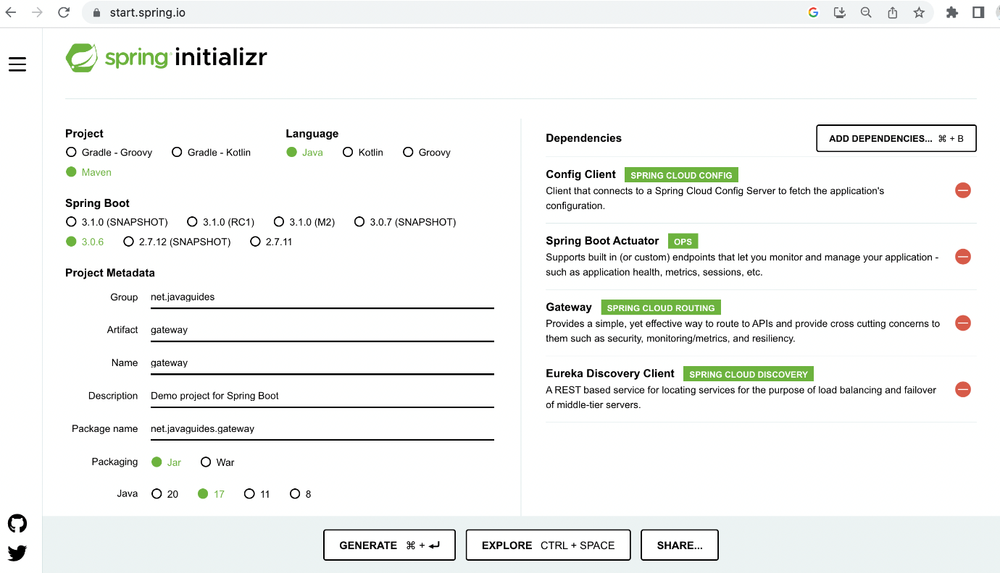 start.spring.io
spring initializr
Project
Gradle - Groovy Gradle - Kotlin
Maven
Language
Java Kotlin Groovy
Spring Boot
3.1.0 (SNAPSHOT) 3.1.0 (RC1) 3.1.0 (M2) 3.0.7 (SNAPSHOT)
3.0.6 2.7.12 (SNAPSHOT) 2.7.11
Project Metadata
Group net.javaguides
Artifact gateway
Name gateway
Description Demo project for Spring Boot
Package name net.javaguides.gateway
Packaging Jar War
Java 20 17 11 8
Dependencies
ADD DEPENDENCIES... ⌘ + B
Config Client SPRING CLOUD CONFIG
Client that connects to a Spring Cloud Config Server to fetch the application's
configuration.
Spring Boot Actuator OPS
Supports built in (or custom) endpoints that let you monitor and manage your application -
such as application health, metrics, sessions, etc.
Gateway SPRING CLOUD ROUTING
Provides a simple, yet effective way to route to APIs and provide cross cutting concerns to
them such as security, monitoring/metrics, and resiliency.
Eureka Discovery Client SPRING CLOUD DISCOVERY
A REST based service for locating services for the purpose of load balancing and failover
of middle-tier servers.
GENERATE ⌘ + ↵
EXPLORE CTRL + SPACE
SHARE...